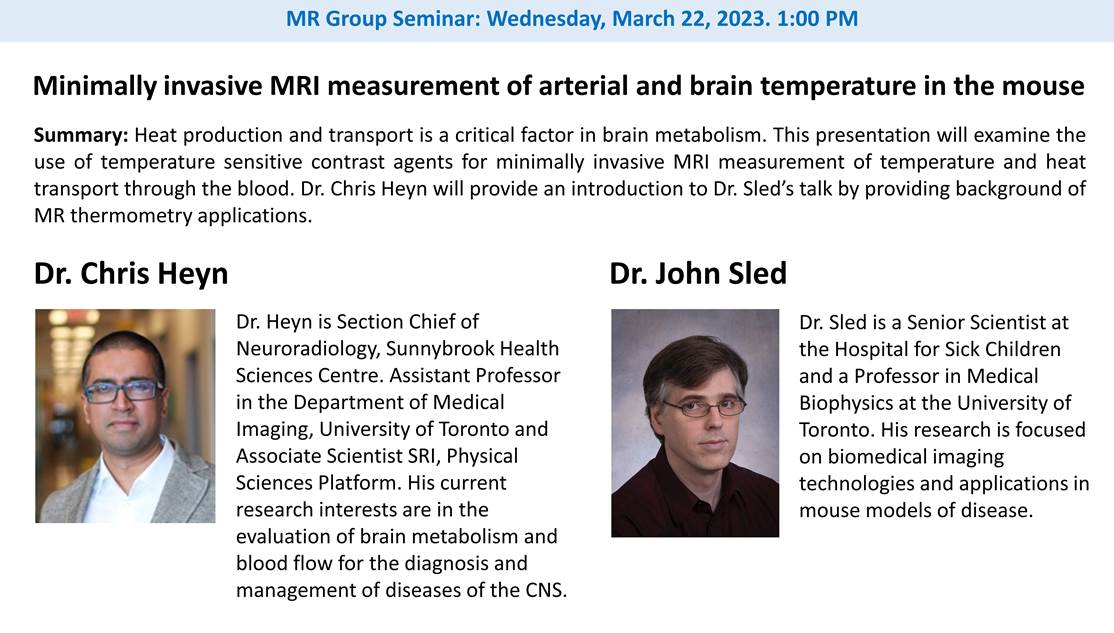 MR Group Seminar: Wednesday, March 22, 2023. 1:00 PM
Minimally invasive MRI measurement of arterial and brain temperature in the mouse
Summary: Heat production and transport is a critical factor in brain metabolism. This presentation will examine the
use of temperature sensitive contrast agents for minimally invasive MRI measurement of temperature and heat
transport through the blood. Dr. Chris Heyn will provide an introduction to Dr. Sled’s talk by providing background of
MR thermometry applications.
Dr. Chris Heyn
Dr. Heyn is Section Chief of
Neuroradiology, Sunnybrook Health
Sciences Centre. Assistant Professor
in the Department of Medical
Imaging, University of Toronto and
Associate Scientist SRI, Physical
Sciences Platform. His current
research interests are in the
evaluation of brain metabolism and
blood flow for the diagnosis and
management of diseases of the CNS.
Dr. John Sled
Dr. Sled is a Senior Scientist at
the Hospital for Sick Children
and a Professor in Medical
Biophysics at the University of
Toronto. His research is focused
on biomedical imaging
technologies and applications in
mouse models of disease.